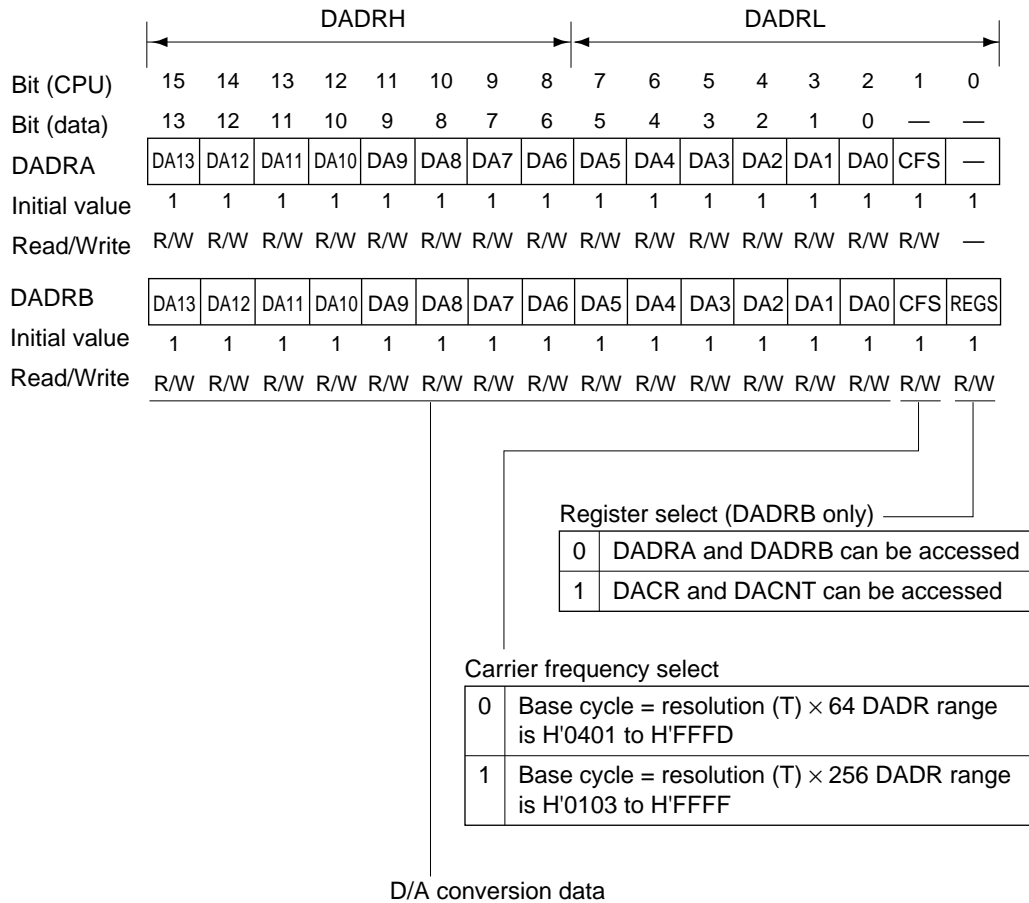 DADRH DADRL
Bit (CPU) 15 14 13 12 11 10 9 8 7 6 5 4 3 2 1 0
Bit (data) 13 12 11 10 9 8 7 6 5 4 3 2 1 0 — —
DADRA DA13 DA12 DA11 DA10 DA9 DA8 DA7 DA6 DA5 DA4 DA3 DA2 DA1 DA0 CFS —
Initial value 1 1 1 1 1 1 1 1 1 1 1 1 1 1 1 1
Read/Write R/W R/W R/W R/W R/W R/W R/W R/W R/W R/W R/W R/W R/W R/W R/W —
DADRB DA13 DA12 DA11 DA10 DA9 DA8 DA7 DA6 DA5 DA4 DA3 DA2 DA1 DA0 CFS REGS
Initial value 1 1 1 1 1 1 1 1 1 1 1 1 1 1 1 1
Read/Write R/W R/W R/W R/W R/W R/W R/W R/W R/W R/W R/W R/W R/W R/W R/W R/W
Register select (DADRB only)
0 DADRA and DADRB can be accessed
1 DACR and DACNT can be accessed
Carrier frequency select
0 Base cycle = resolution (T) × 64 DADR range
is H'0401 to H'FFFD
1 Base cycle = resolution (T) × 256 DADR range
is H'0103 to H'FFFF
D/A conversion data